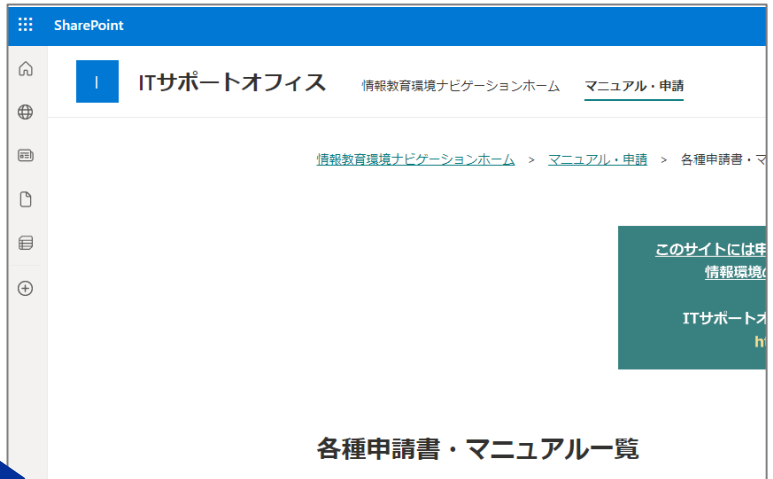 SharePoint
I ITサポートオフィス 情報教育環境ナビゲーションホーム マニュアル・申請
情報教育環境ナビゲーションホーム > マニュアル・申請 > 各種申請書・マ
このサイトには
情報環境
ITサポート
ht
各種申請書・マニュアル一覧